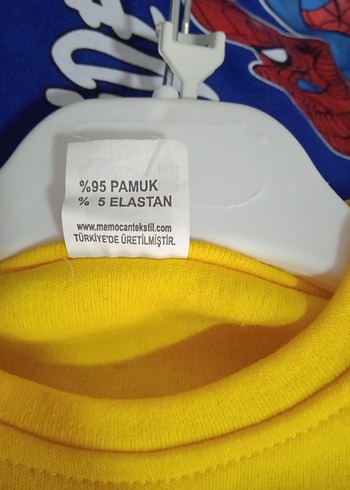 %95 PAMUK
% 5 ELASTAN
www.memocantekstil.com
TÜRKİYE'DE ÜRETİLMİŞTİR.